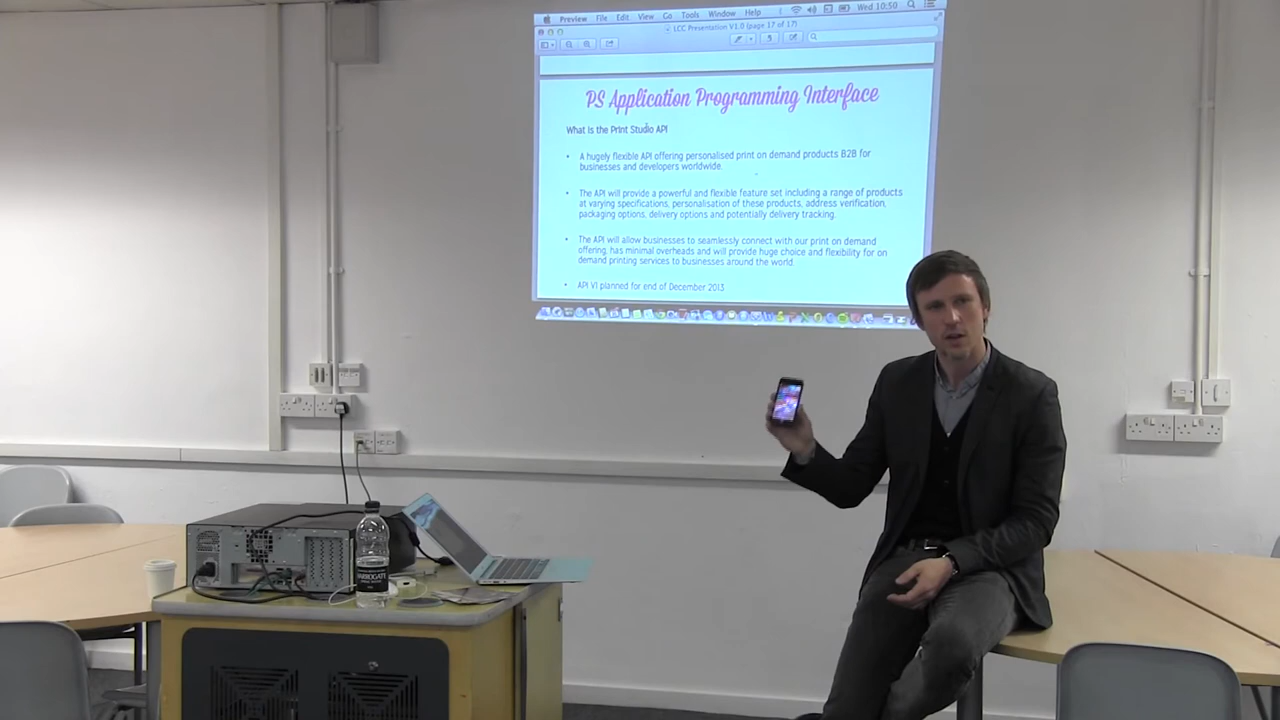 Preview File Edit View Go Tools Window Help Wed 10:50
LCC Presentation V1.0 (page 17 of 17)
PS Application Programming Interface
What is the Print Studio API
• A hugely flexible API offering personalised print on demand products B2B for
businesses and developers worldwide.
• The API will provide a powerful and flexible feature set including a range of products
at varying specifications, personalisation of these products, address verification,
packaging options, delivery options and potentially delivery tracking.
• The API will allow businesses to seamlessly connect with our print on demand
offering, has minimal overheads and will provide huge choice and flexibility for on
demand printing services to businesses around the world.
• API V1 planned for end of December 2013
HARROGATE